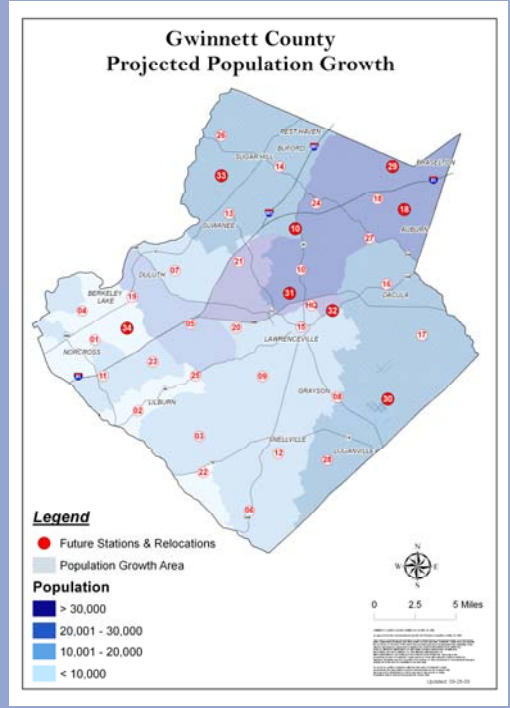 Gwinnett County
Projected Population Growth
26
REST HAVEN
BUFORD
SUGAR HILL
14
29
BRASELTON
33
18
24
18
13
SUWANEE
10
AUBURN
27
21
07
DULUTH
10
16
DACULA
BERKELEY
LAKE
19
31
HQ
32
04
34
05
20
15
17
01
LAWRENCEVILLE
NORCROSS
23
11
25
09
GRAYSON
08
30
LILBURN
02
03
SNELLVILLE
12
LOGANVILLE
28
22
06
Legend
Future Stations & Relocations
Population Growth Area
Population
> 30,000
20,001 - 30,000
10,001 - 20,000
< 10,000
N
W
E
S
0 2.5 5 Miles